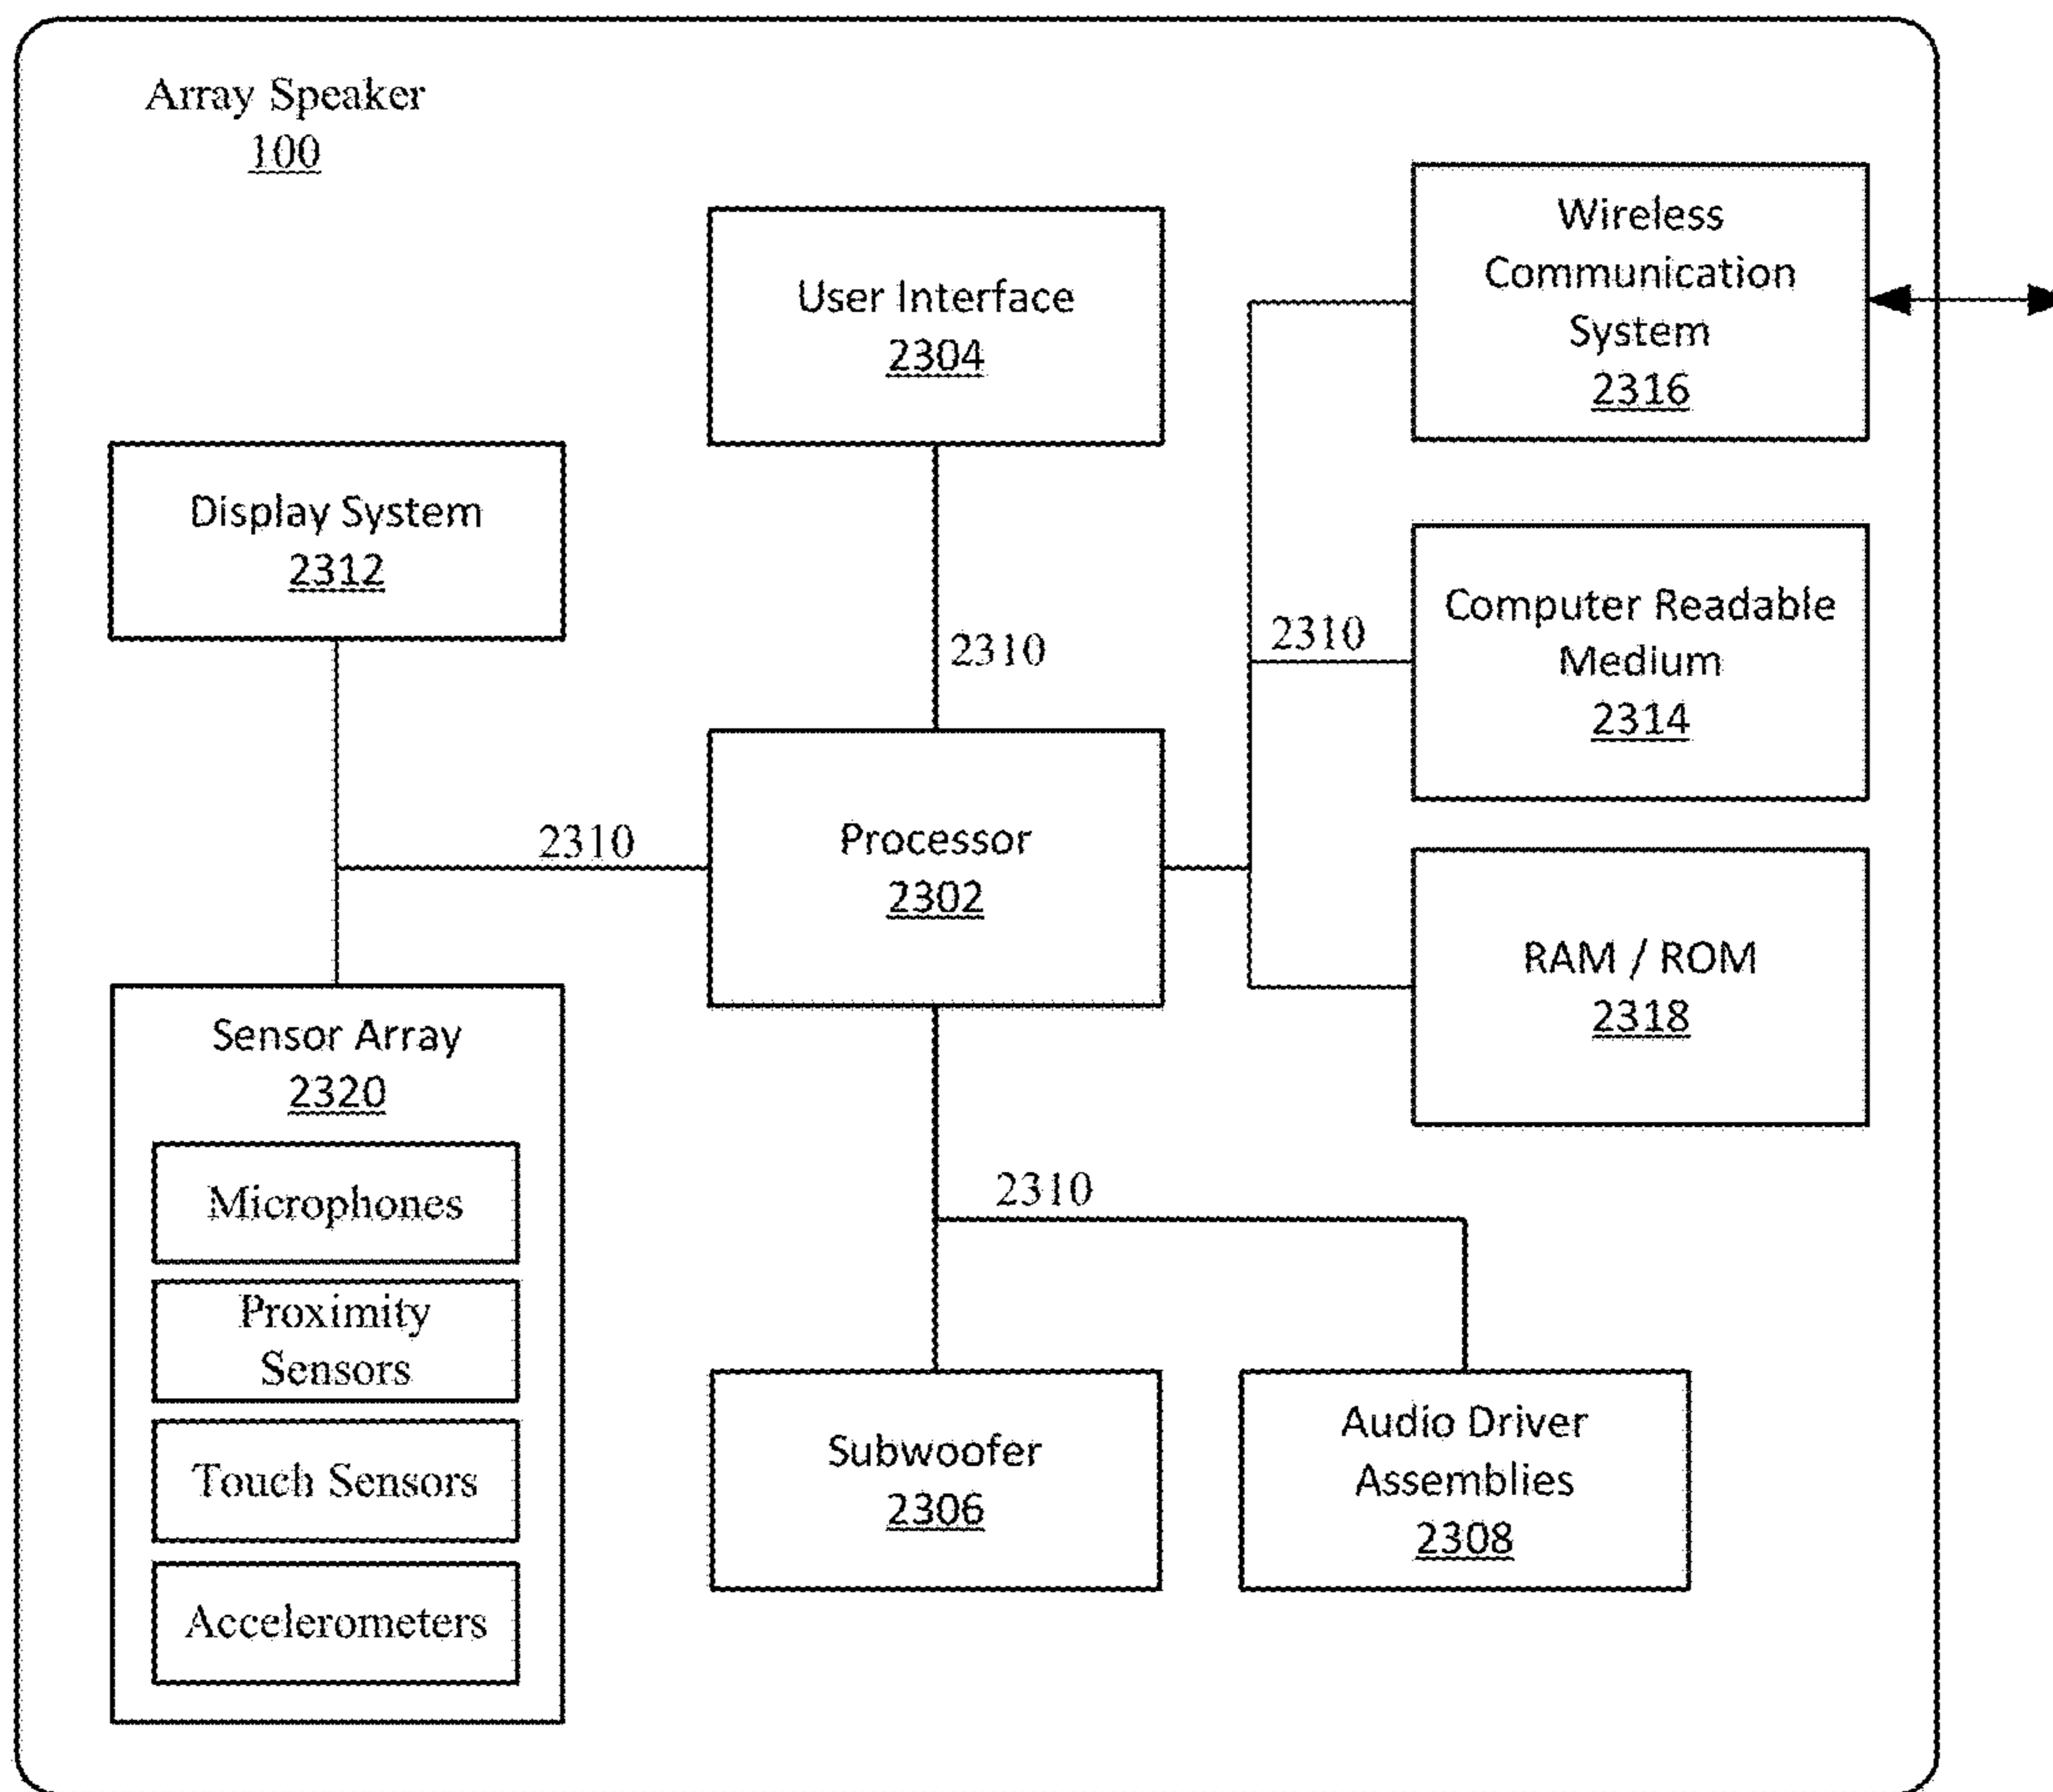 Array Speaker
100
User Interface
2304
Wireless
Communication
System
2316
Display System
2312
2310
2310
Computer Readable
Medium
2314
2310
Processor
2302
RAM / ROM
2318
Sensor Array
2320
Microphones
Proximity
Sensors
Touch Sensors
Accelerometers
2310
Subwoofer
2306
Audio Driver
Assemblies
2308